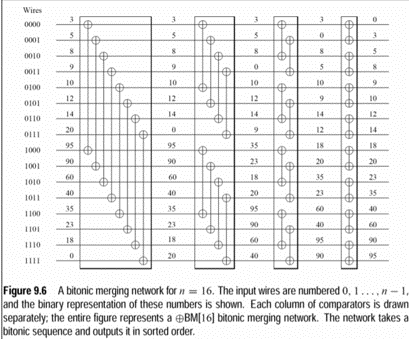 Wires
0000 3 3 3 3 0
0001 5 5 5 0 3
0010 8 8 8 8 5
0011 9 9 0 5 8
0100 10 10 10 10 9
0101 12 12 12 9 10
0110 14 14 14 14 12
0111 20 0 9 12 14
1000 95 95 35 18 18
1001 90 90 23 20 20
1010 60 60 18 35 23
1011 40 40 20 23 35
1100 35 35 95 60 40
1101 23 23 90 40 60
1110 18 18 60 95 90
1111 0 20 40 90 95
Figure 9.6 A bitonic merging network for n = 16. The input wires are numbered 0, 1 . . . , n − 1,
and the binary representation of these numbers is shown. Each column of comparators is drawn
separately; the entire figure represents a ⊕BM[16] bitonic merging network. The network takes a
bitonic sequence and outputs it in sorted order.